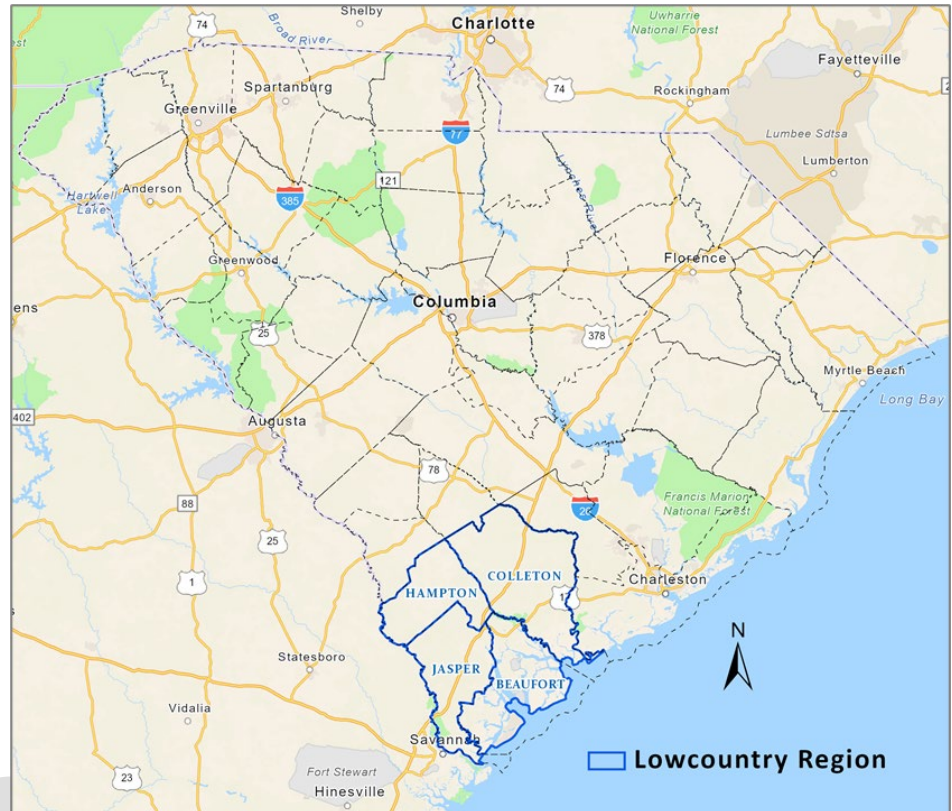 Shelby
Broad River
Charlotte
Uwharrie
National Forest
74
Fayetteville
Spartanburg
74
Rockingham
Greenville
77
Lumbee Sdtsa
Lumberton
121
Lynches River
Hartwell
Lake
Anderson
385
Greenwood
Florence
ens
Columbia
25
378
Myrtle Beach
Long Bay
402
Augusta
78
88
Francis Marion
National Forest
26
25
COLLETON
1
HAMPTON
Charleston
17
N
Statesboro
JASPER
BEAUFORT
Vidalia
Savannah
Lowcountry Region
23
Fort Stewart
Hinesville